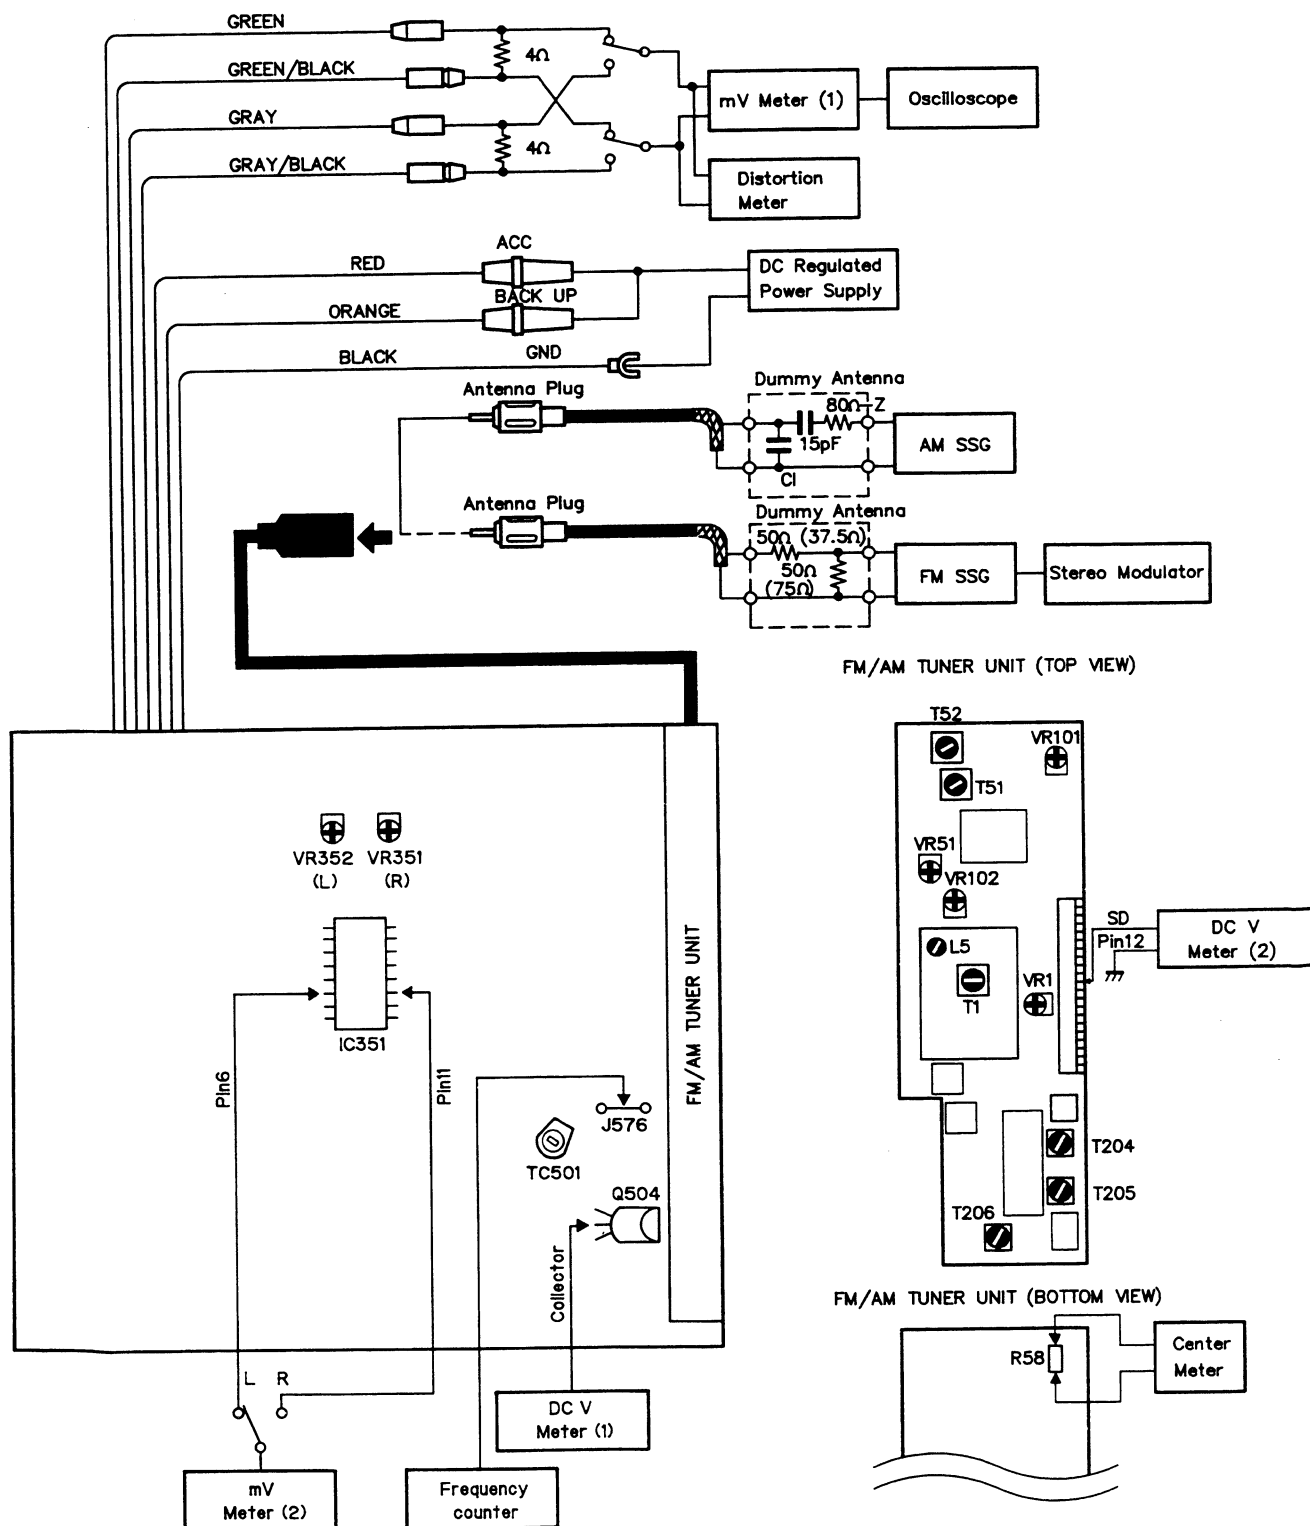 GREEN
4Ω
GREEN/BLACK
mV Meter (1)
Oscilloscope
GRAY
4Ω
GRAY/BLACK
Distortion
Meter
ACC
RED
DC Regulated
Power Supply
BACK UP
ORANGE
BLACK
GND
Dummy Antenna
Antenna Plug
80Ω-Z
15pF
AM SSG
CI
Antenna Plug
Dummy Antenna
50Ω (37.5Ω)
50Ω
(75Ω)
FM SSG
Stereo Modulator
FM/AM TUNER UNIT (TOP VIEW)
T52
VR101
T51
VR352
(L)
VR351
(R)
VR51
VR102
SD
Pin12
DC V
Meter (2)
L5
T1
VR1
FM/AM TUNER UNIT
IC351
Pin6
Pin11
J576
TC501
Q504
T204
T205
T206
Collector
FM/AM TUNER UNIT (BOTTOM VIEW)
R58
Center
Meter
L R
DC V
Meter (1)
mV
Meter (2)
Frequency
counter